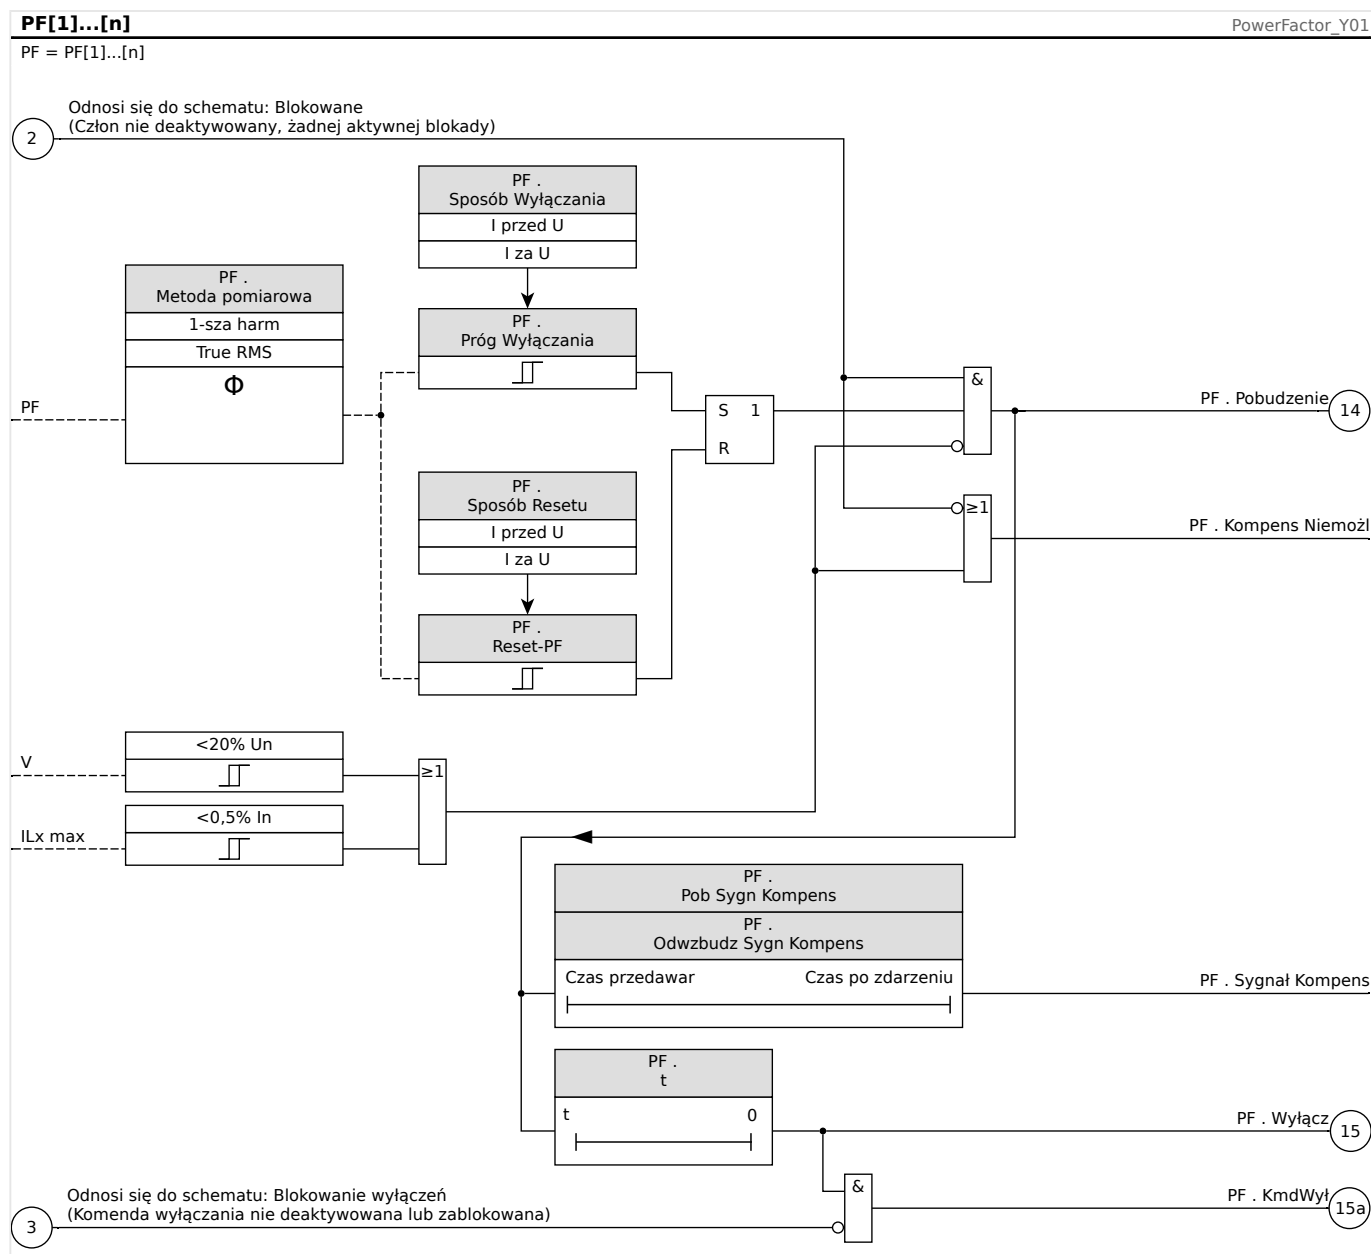 PF[1]...[n]
PowerFactor_Y01
PF = PF[1]...[n]
Odnosi się do schematu: Blokowane
(Człon nie deaktywowany, żadnej aktywnej blokady)
2
PF .
Sposób Wyłączania
I przed U
I za U
PF .
Metoda pomiarowa
1-sza harm
True RMS
Φ
PF
PF .
Próg Wyłączania
S 1
R
&
PF . Pobudzenie
14
PF .
Sposób Resetu
I przed U
I za U
≥1
PF . Kompens Niemożl
PF .
Reset-PF
<20% Un
V
≥1
<0,5% In
ILx max
PF .
Pob Sygn Kompens
PF .
Odwzbudz Sygn Kompens
Czas przedawar
Czas po zdarzeniu
PF . Sygnał Kompens
PF .
t
t 0
PF . Wyłącz
15
Odnosi się do schematu: Blokowanie wyłączeń
(Komenda wyłączania nie deaktywowana lub zablokowana)
3
&
PF . KmdWył
15a